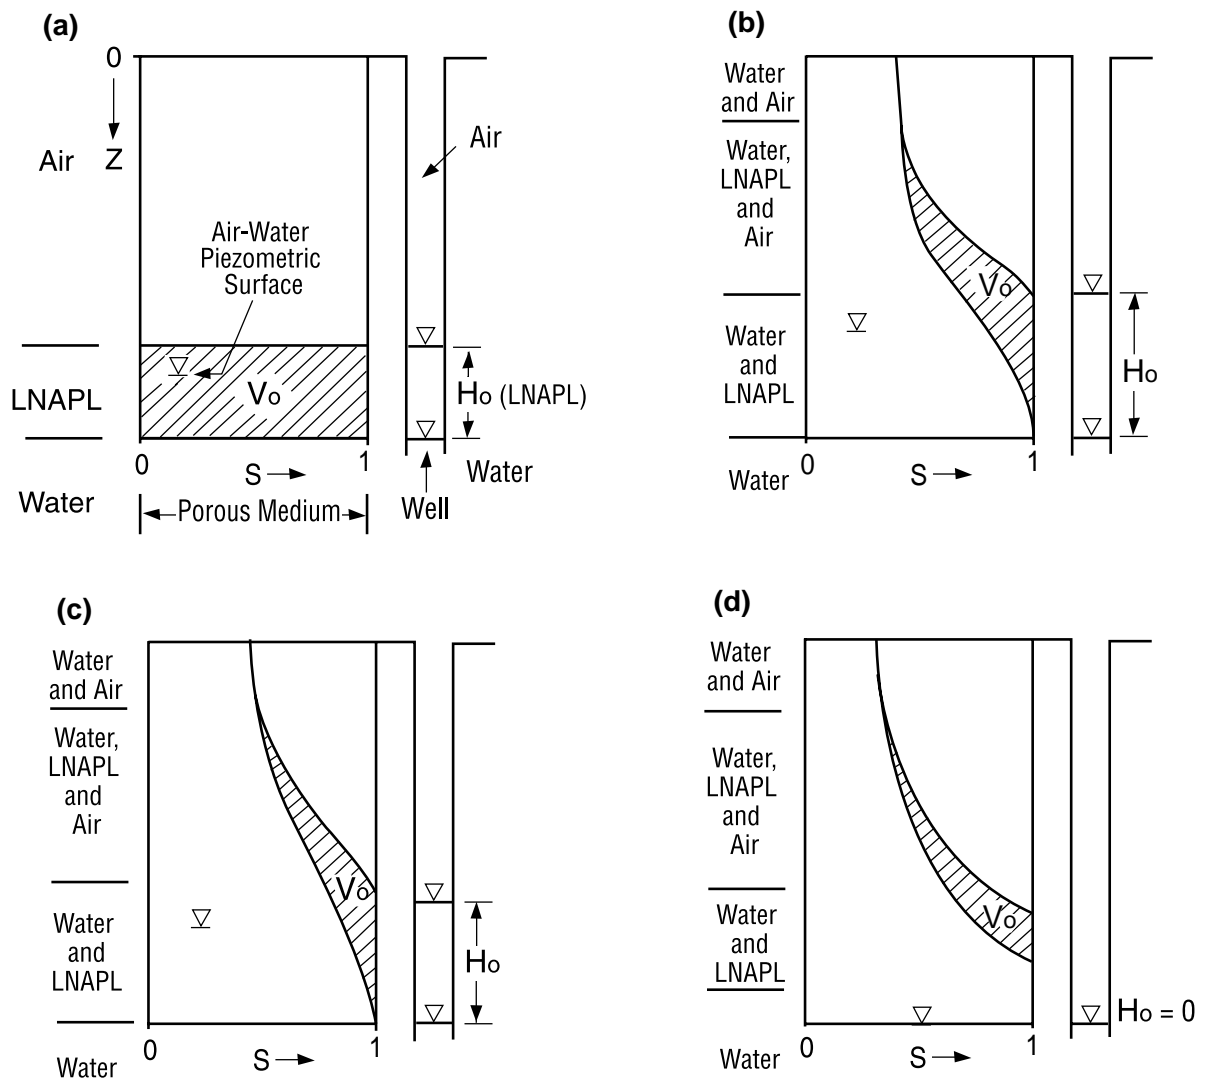 (a)
0
Z
Air
Air
Air-Water
Piezometric
Surface
LNAPL
Vo
Ho (LNAPL)
0
S
1
Water
Water
Porous Medium
Well
(b)
Water
and Air
Water,
LNAPL
and
Air
Vo
Water
and
LNAPL
Ho
Water
0
S
1
(c)
Water
and Air
Water,
LNAPL
and
Air
Vo
Water
and
LNAPL
Ho
Water
0
S
1
(d)
Water
and Air
Water,
LNAPL
and
Air
Vo
Water
and
LNAPL
Ho = 0
Water
0
S
1